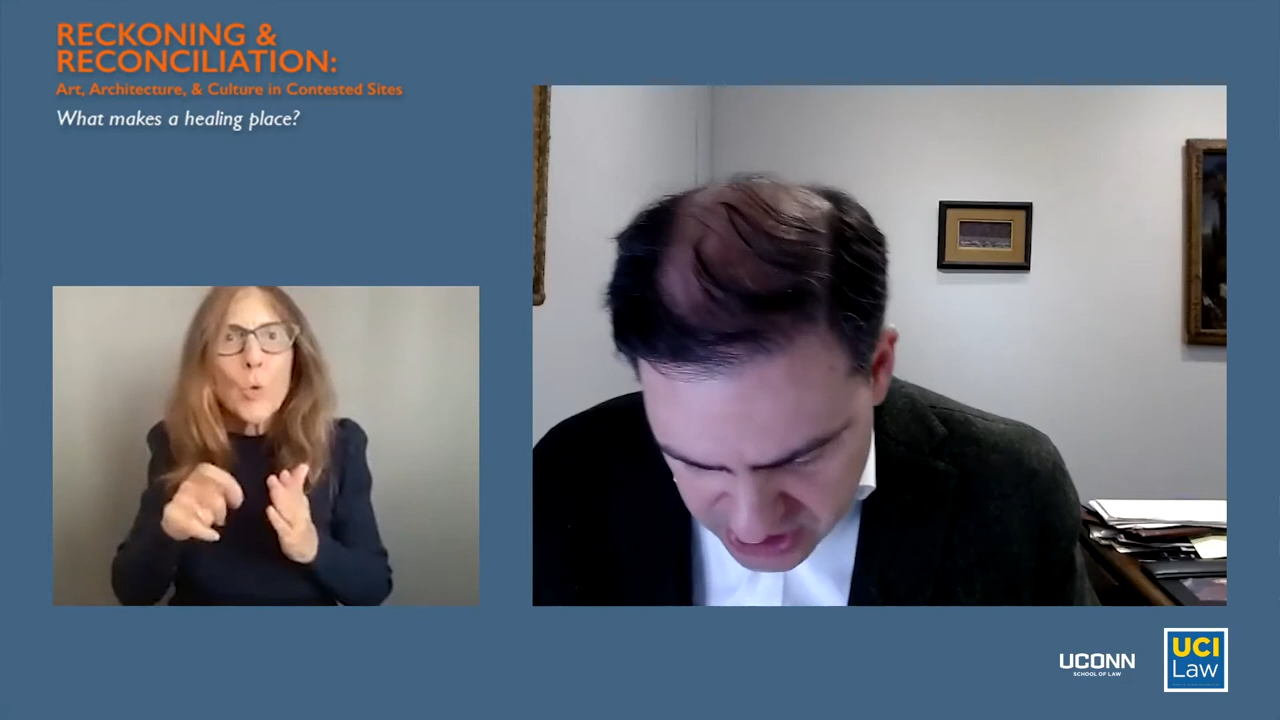 RECKONING &
RECONCILIATION:
Art, Architecture, & Culture in Contested Sites
What makes a healing place?
UCONN
SCHOOL OF LAW
UCI
Law